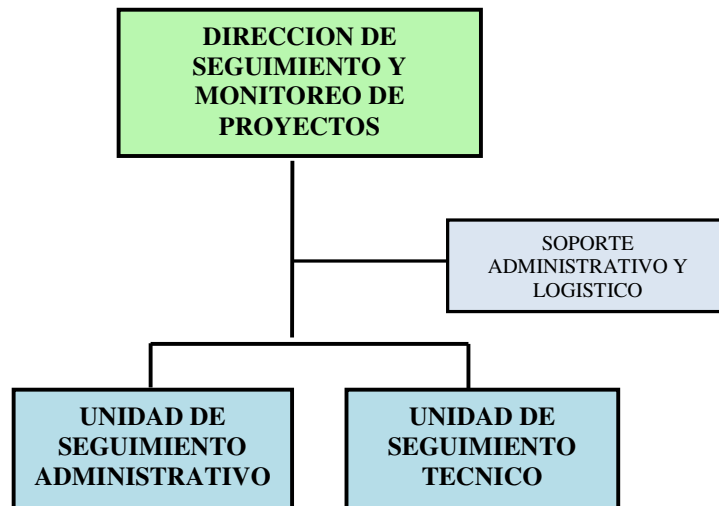 DIRECCION DE
SEGUIMIENTO Y
MONITOREO DE
PROYECTOS
SOPORTE
ADMINISTRATIVO Y
LOGISTICO
UNIDAD DE
SEGUIMIENTO
ADMINISTRATIVO
UNIDAD DE
SEGUIMIENTO
TECNICO